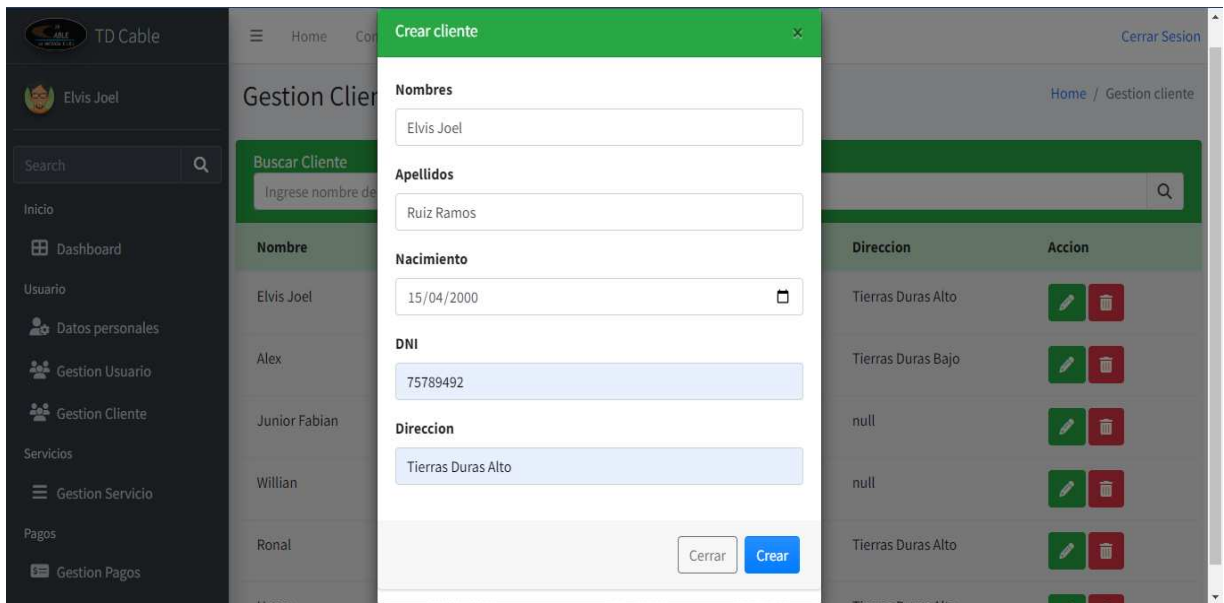 TD Cable
Elvis Joel
Search
Inicio
Dashboard
Usuario
Datos personales
Gestion Usuario
Gestion Cliente
Servicios
Gestion Servicio
Pagos
Gestion Pagos
Home
Cerrar Sesion
Gestion
Home / Gestion cliente
Buscar Cliente
Ingrese nombre de
Nombre Direccion Accion
Elvis Joel Tierras Duras Alto
Alex Tierras Duras Bajo
Junior Fabian null
Willian null
Ronal Tierras Duras Alto
Crear cliente ×
Nombres
Elvis Joel
Apellidos
Ruiz Ramos
Nacimiento
15/04/2000
DNI
75789492
Direccion
Tierras Duras Alto
Cerrar Crear